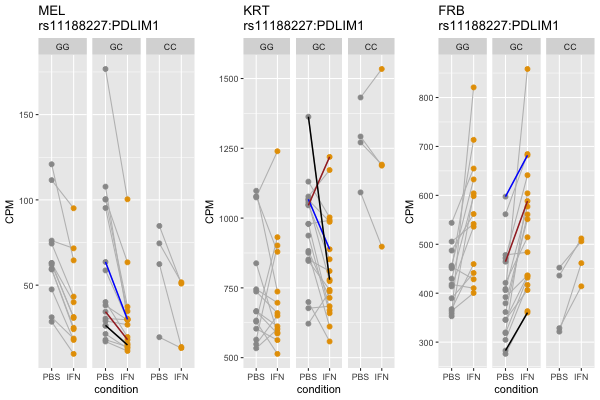 MEL
rs11188227:PDLIM1
GG GC CC
CPM
150
100
50
PBS IFN PBS IFN PBS IFN
condition
KRT
rs11188227:PDLIM1
GG GC CC
CPM
1500
1250
1000
750
500
PBS IFN PBS IFN PBS IFN
condition
FRB
rs11188227:PDLIM1
GG GC CC
CPM
800
700
600
500
400
300
PBS IFN PBS IFN PBS IFN
condition